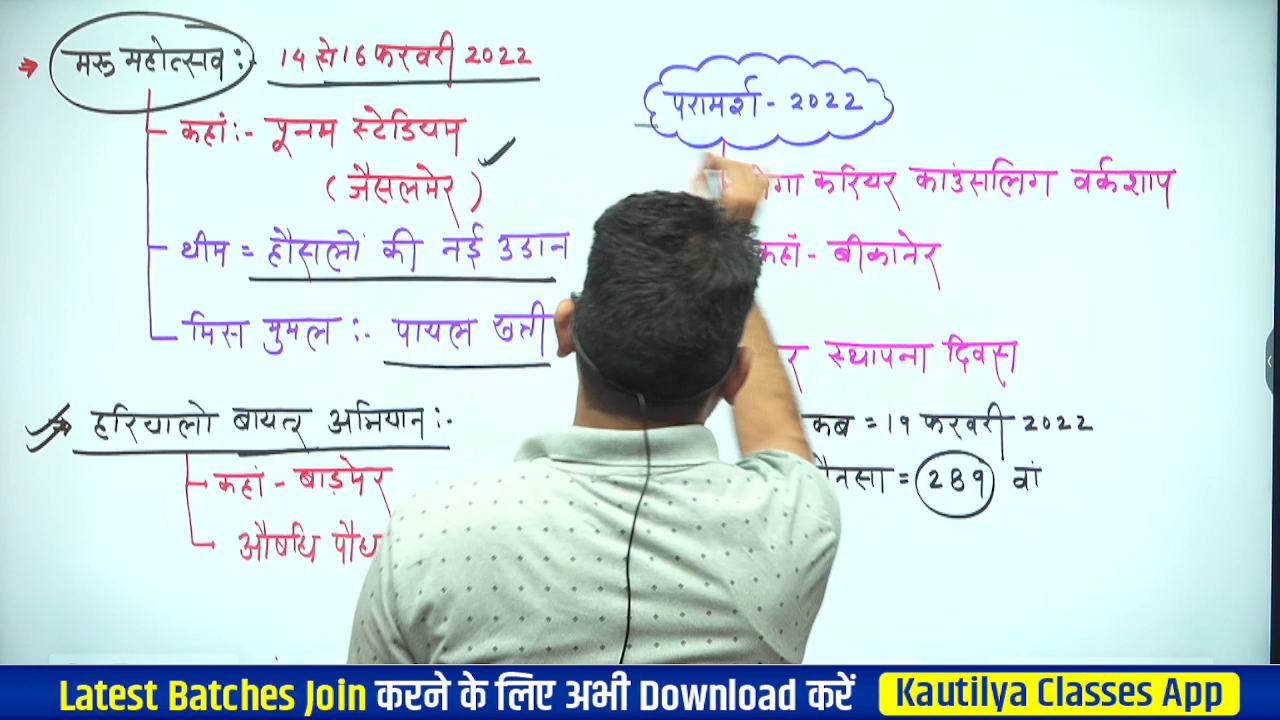 मरू महोत्सव :- 14 से 16 फरवरी 2022
कहां :- पूनम स्टेडियम
( जैसलमेर )
थीम = हौसलों की नई उडान
मिस मुमल :- पायल
हरियालो बायतू अभियान :-
कहां - बाड़मेर
औषधि पौध
परामर्श - 2022
करियर काउंसलिग वर्कशाप
कहाँ - बीकानेर
स्थापना दिवस
कब = 19 फरवरी 2022
= 289 वां
Latest Batches Join करने के लिए अभी Download करें
Kautilya Classes App